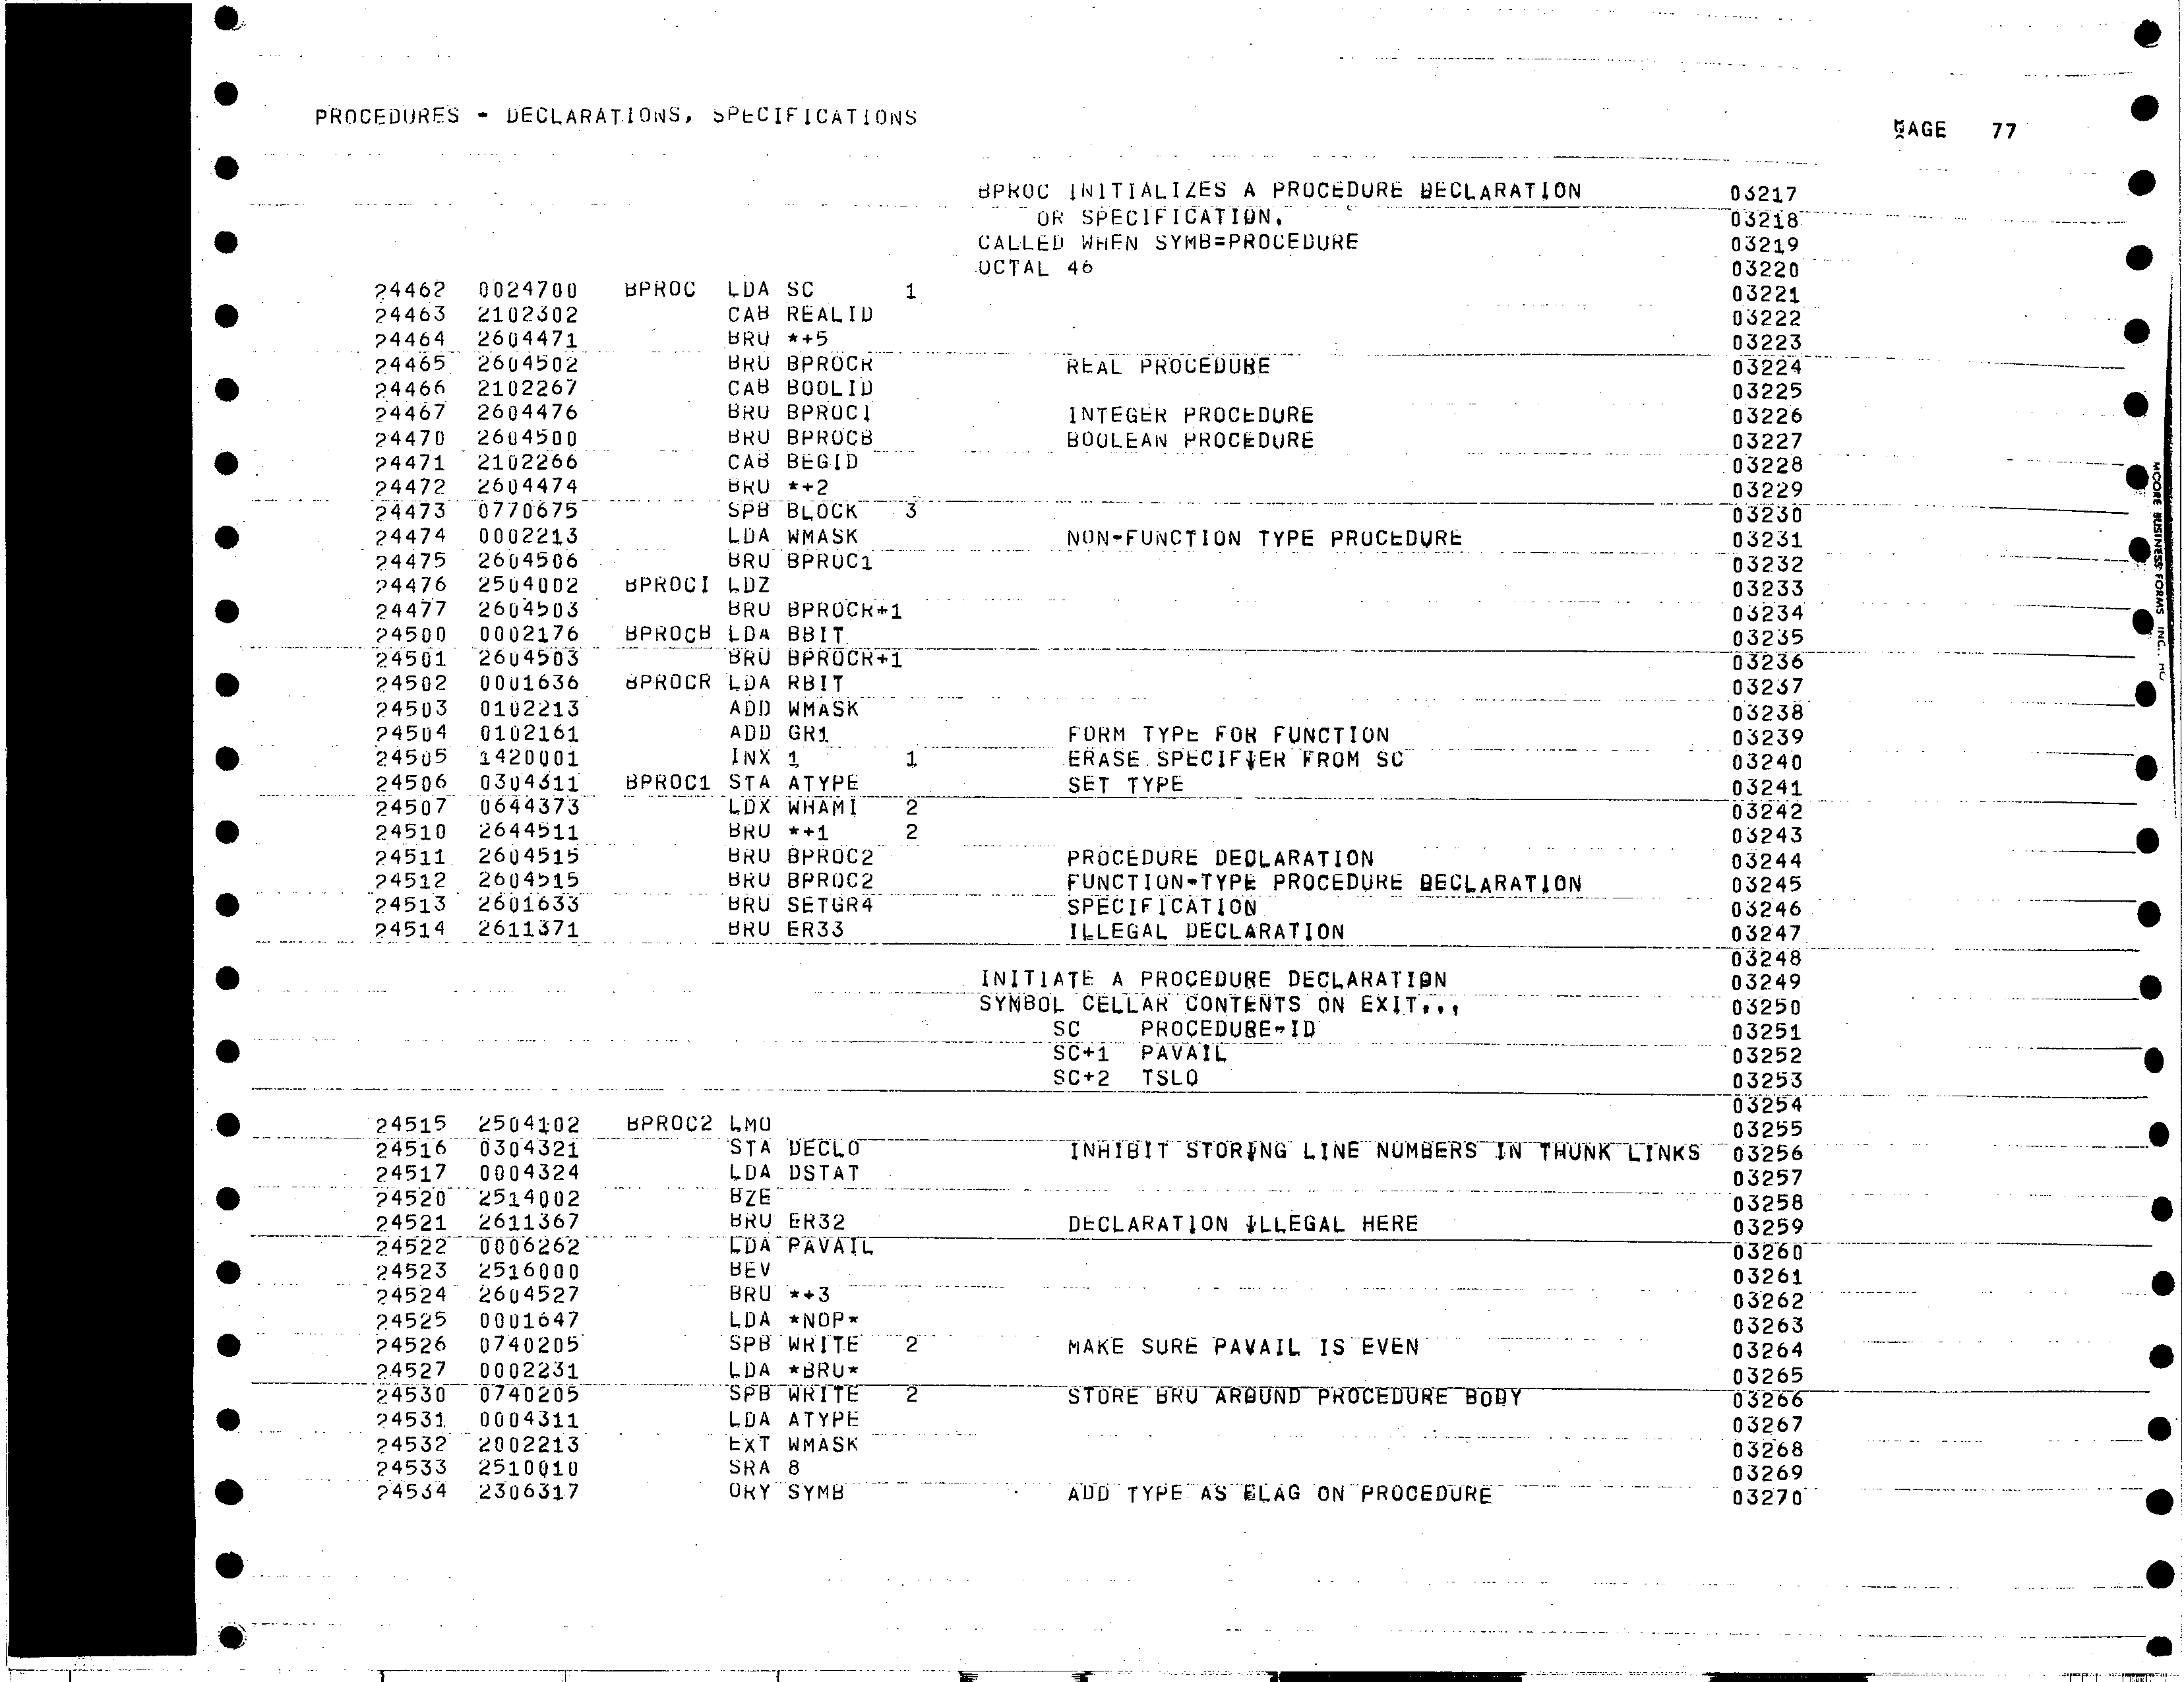 PROCEDURES - DECLARATIONS, SPECIFICATIONS
PAGE 77
BPROC INITIALIZES A PROCEDURE DECLARATION 03217
OR SPECIFICATION. 03218
CALLED WHEN SYMB=PROCEDURE 03219
OCTAL 46 03220
24462 0024700 BPROC LDA SC 1 03221
24463 2102302 CAB REALID 03222
24464 2604471 BRU *+5 03223
24465 2604502 BRU BPROCR REAL PROCEDURE 03224
24466 2102267 CAB BOOLID 03225
24467 2604476 BRU BPROCI INTEGER PROCEDURE 03226
24470 2604500 BRU BPROCB BOOLEAN PROCEDURE 03227
24471 2102266 CAB BEGID 03228
24472 2604474 BRU *+2 03229
24473 0770675 SPB BLOCK 3 03230
24474 0002213 LDA WMASK NON-FUNCTION TYPE PROCEDURE 03231
24475 2604506 BRU BPROC1 03232
24476 2504002 BPROCI LDZ 03233
24477 2604503 BRU BPROCR+1 03234
24500 0002176 BPROCB LDA BBIT 03235
24501 2604503 BRU BPROCR+1 03236
24502 0001636 BPROCR LDA RBIT 03237
24503 0102213 ADD WMASK 03238
24504 0102161 ADD GR1 FORM TYPE FOR FUNCTION 03239
24505 1420001 INX 1 1 ERASE SPECIFIER FROM SC 03240
24506 0304311 BPROC1 STA ATYPE SET TYPE 03241
24507 0644373 LDX WHAMI 2 03242
24510 2644511 BRU *+1 2 03243
24511 2604515 BRU BPROC2 PROCEDURE DECLARATION 03244
24512 2604515 BRU BPROC2 FUNCTION-TYPE PROCEDURE DECLARATION 03245
24513 2601633 BRU SETGR4 SPECIFICATION 03246
24514 2611371 BRU ER33 ILLEGAL DECLARATION 03247
03248
INITIATE A PROCEDURE DECLARATION 03249
SYMBOL CELLAR CONTENTS ON EXIT... 03250
SC PROCEDURE-ID 03251
SC+1 PAVAIL 03252
SC+2 TSLO 03253
03254
24515 2504102 BPROC2 LMO 03255
24516 0304321 STA DECLO INHIBIT STORING LINE NUMBERS IN THUNK LINKS 03256
24517 0004324 LDA DSTAT 03257
24520 2514002 BZE 03258
24521 2611367 BRU ER32 DECLARATION ILLEGAL HERE 03259
24522 0006262 LDA PAVAIL 03260
24523 2516000 BEV 03261
24524 2604527 BRU *+3 03262
24525 0001647 LDA *NOP* 03263
24526 0740205 SPB WRITE 2 MAKE SURE PAVAIL IS EVEN 03264
24527 0002231 LDA *BRU* 03265
24530 0740205 SPB WRITE 2 STORE BRU AROUND PROCEDURE BODY 03266
24531 0004311 LDA ATYPE 03267
24532 2002213 EXT WMASK 03268
24533 2510010 SRA 8 03269
24534 2306317 ORY SYMB ADD TYPE AS FLAG ON PROCEDURE 03270
MOORE BUSINESS FORMS INC.